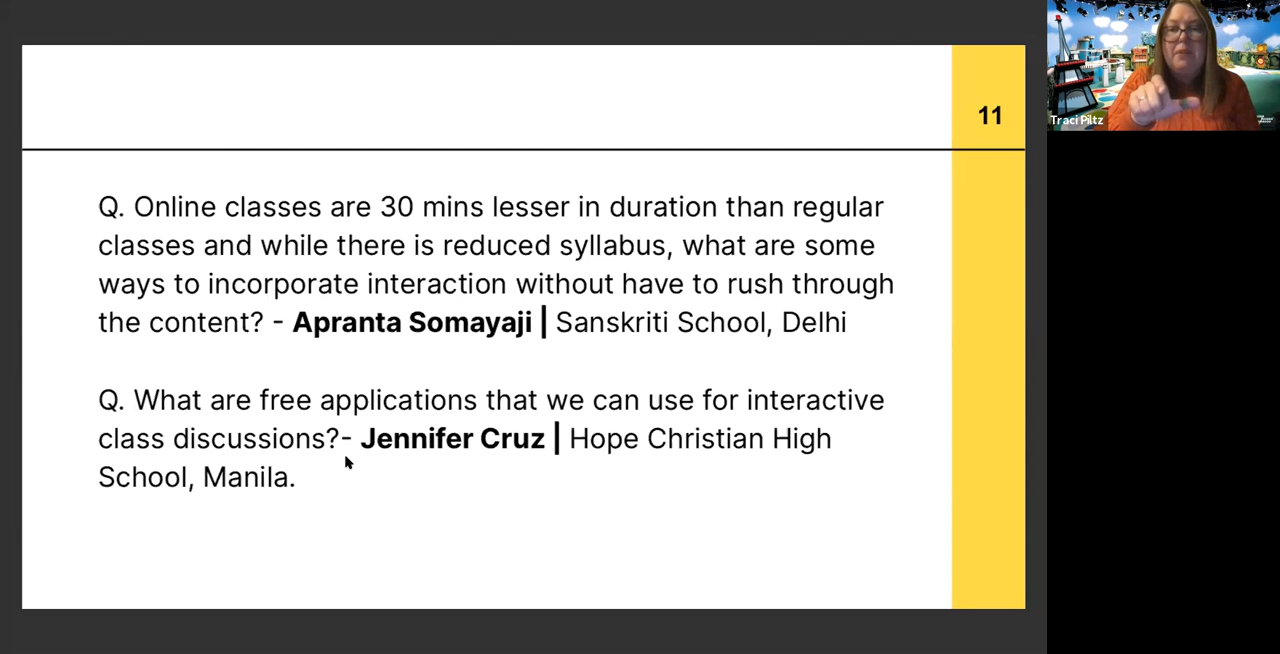 11
Q. Online classes are 30 mins lesser in duration than regular
classes and while there is reduced syllabus, what are some
ways to incorporate interaction without have to rush through
the content? - Apranta Somayaji | Sanskriti School, Delhi
Q. What are free applications that we can use for interactive
class discussions?- Jennifer Cruz | Hope Christian High
School, Manila.
Traci Piltz